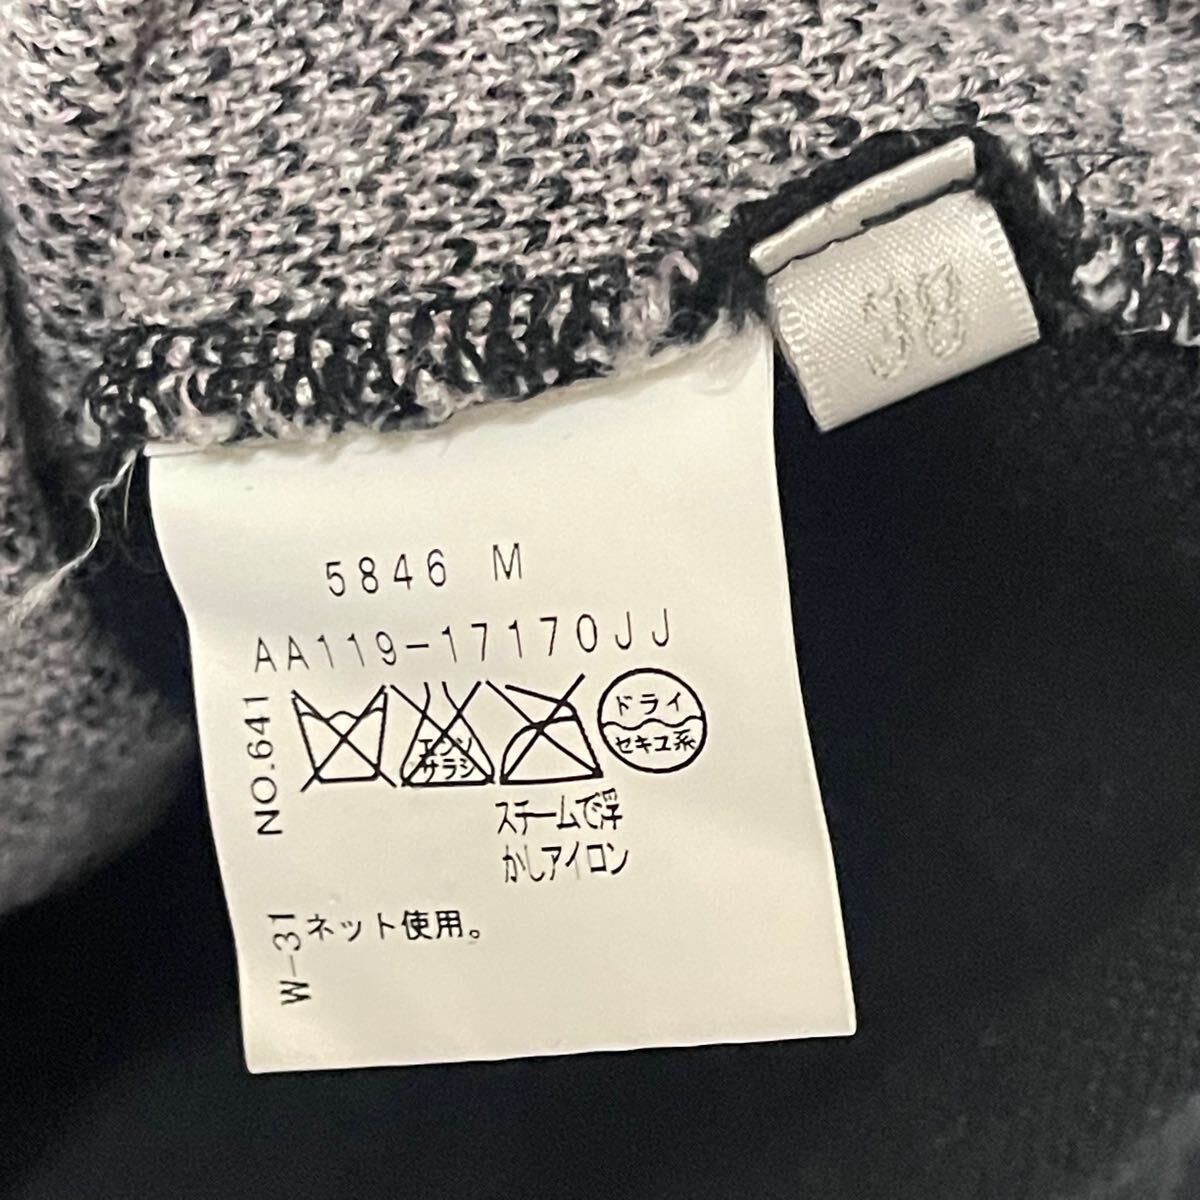 38
5846 M
AA119-17170JJ
NO.641
エンソ
サラシ
ドライ
セキユ系
スチームで浮
かしアイロン
W-31
ネット使用。